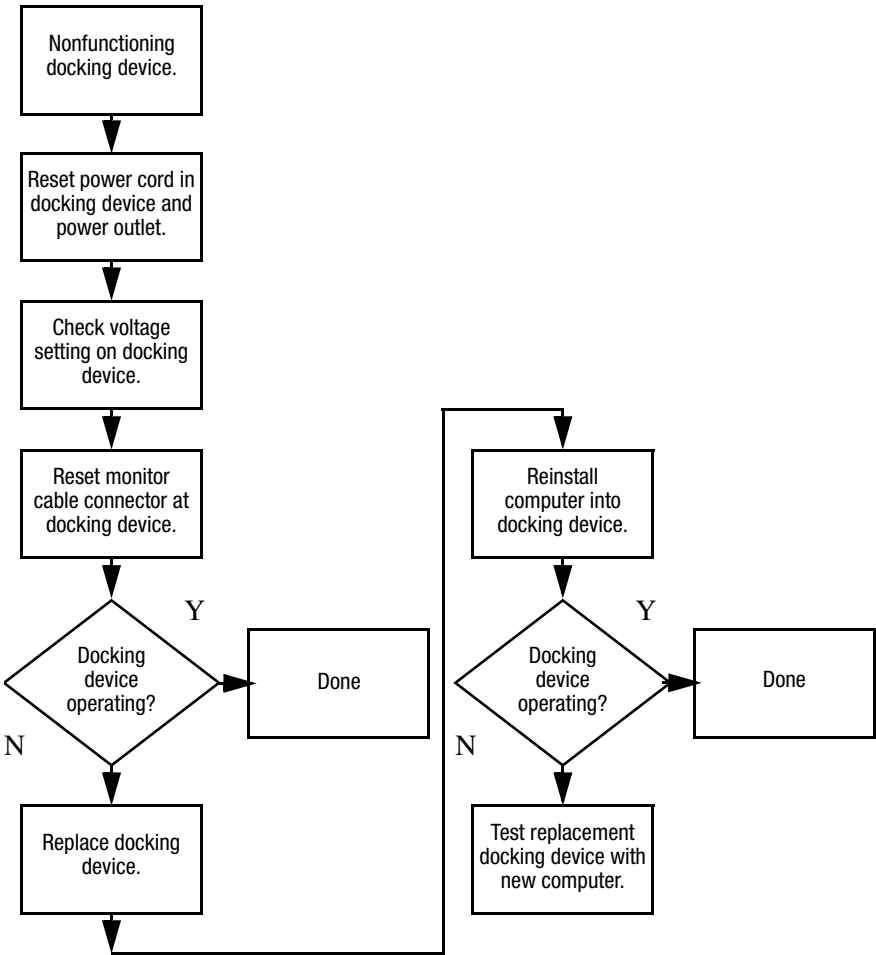 Nonfunctioning
docking device.
Reset power cord in
docking device and
power outlet.
Check voltage
setting on docking
device.
Reset monitor
cable connector at
docking device.
Y
Docking
device
operating?
Done
N
Replace docking
device.
Reinstall
computer into
docking device.
Y
Docking
device
operating?
Done
N
Test replacement
docking device with
new computer.